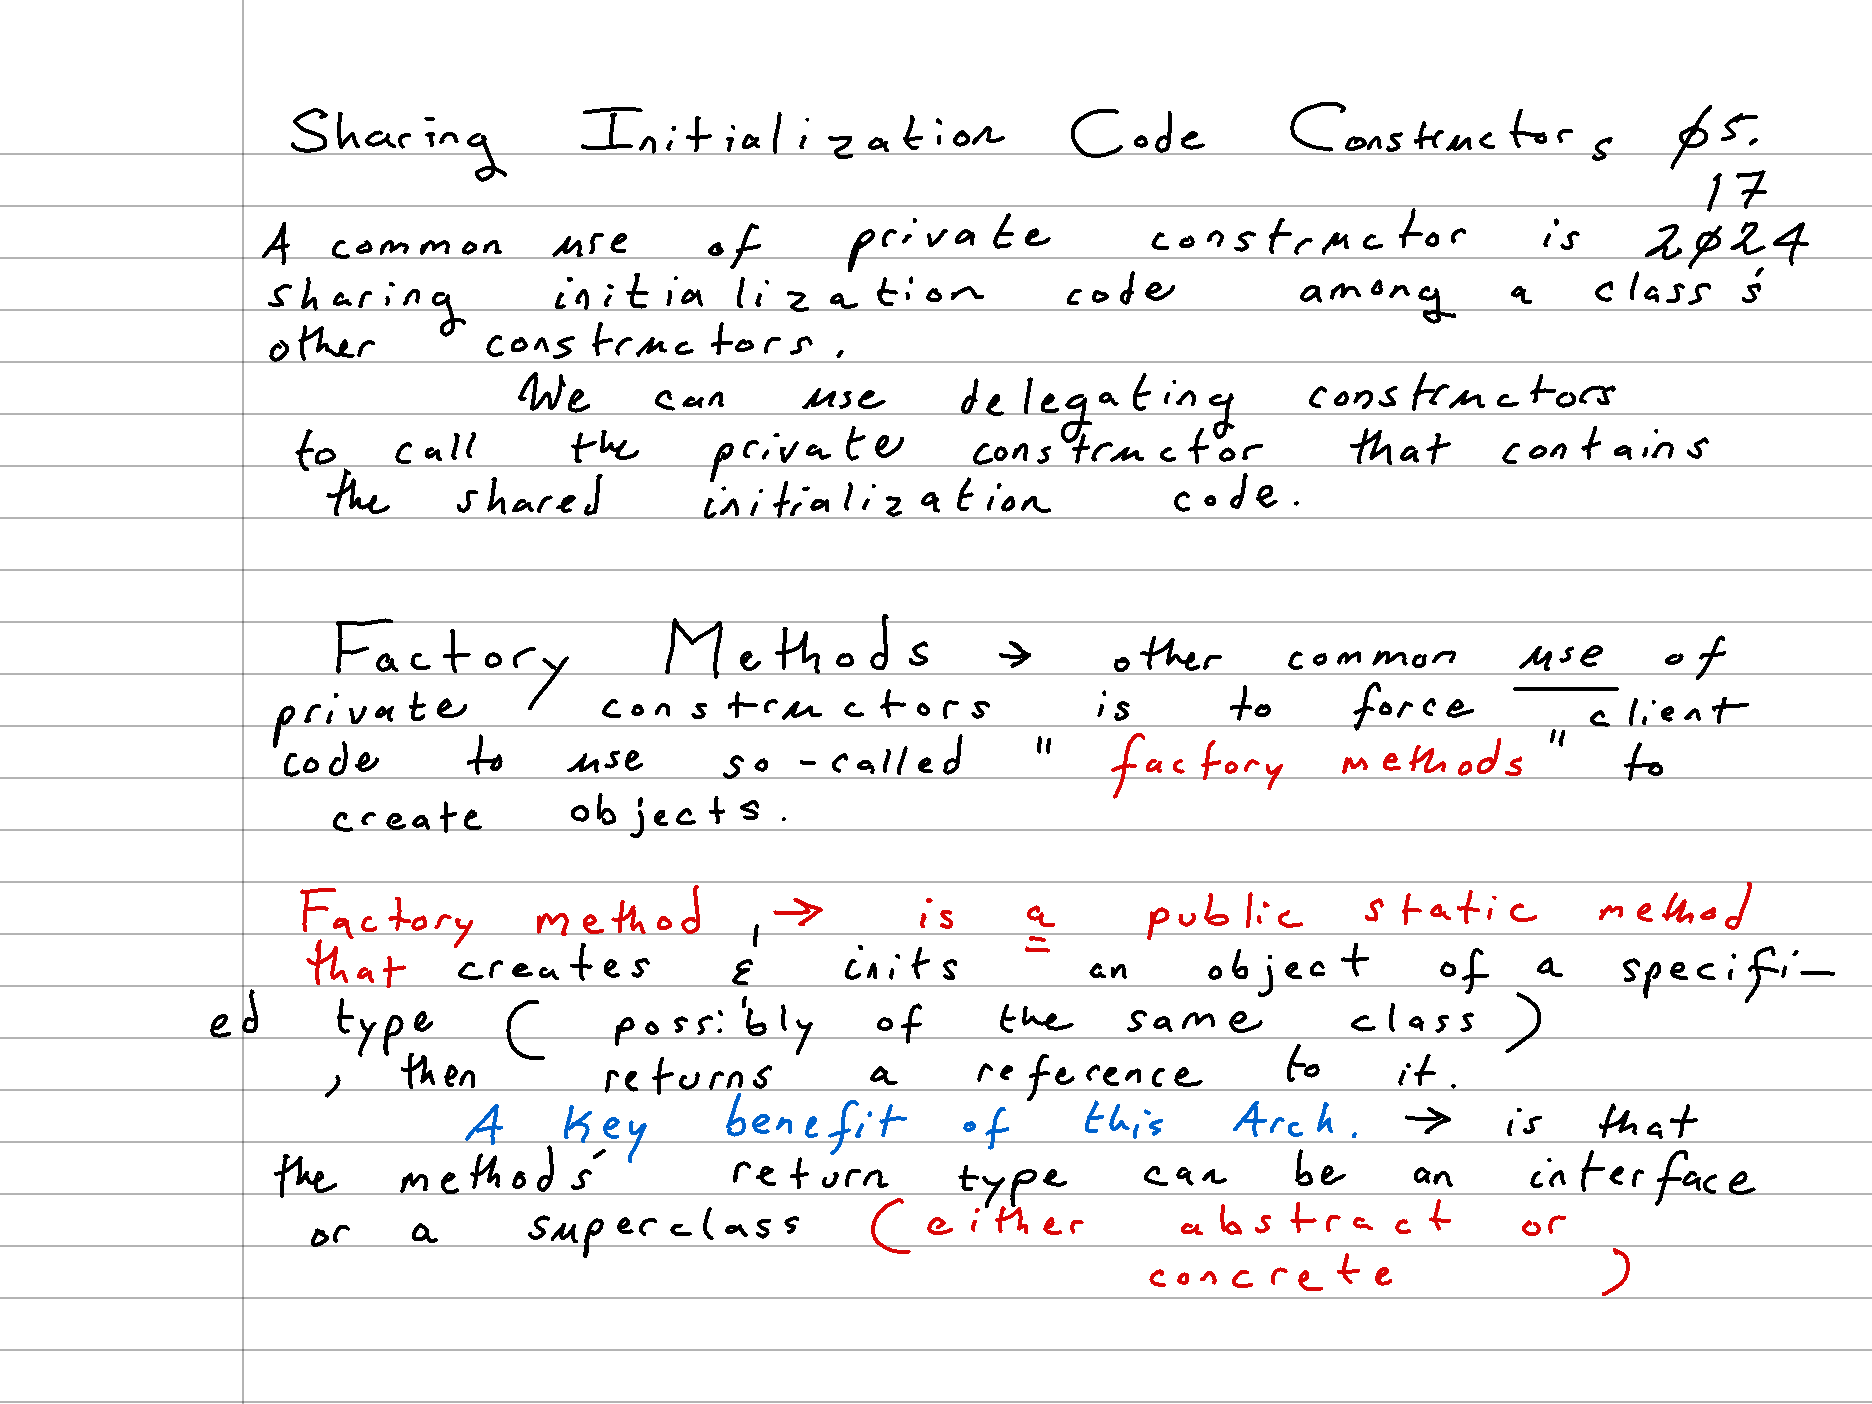 Sharing Initialization Code Constructors ø5.
17
A common use of private constructor is 2ø24
sharing initialization code among a class's
other constructors.
We can use delegating constructors
to call the private constructor that contains
the shared initialization code.
Factory Methods → other common use of
private constructors is to force client
code to use so-called "factory methods" to
create objects.
Factory method, → is a public static method
that creates & inits an object of a specifi-
ed type (possibly of the same class)
, then returns a reference to it.
A Key benefit of this Arch. → is that
the methods' return type can be an interface
or a superclass (either abstract or
concrete )